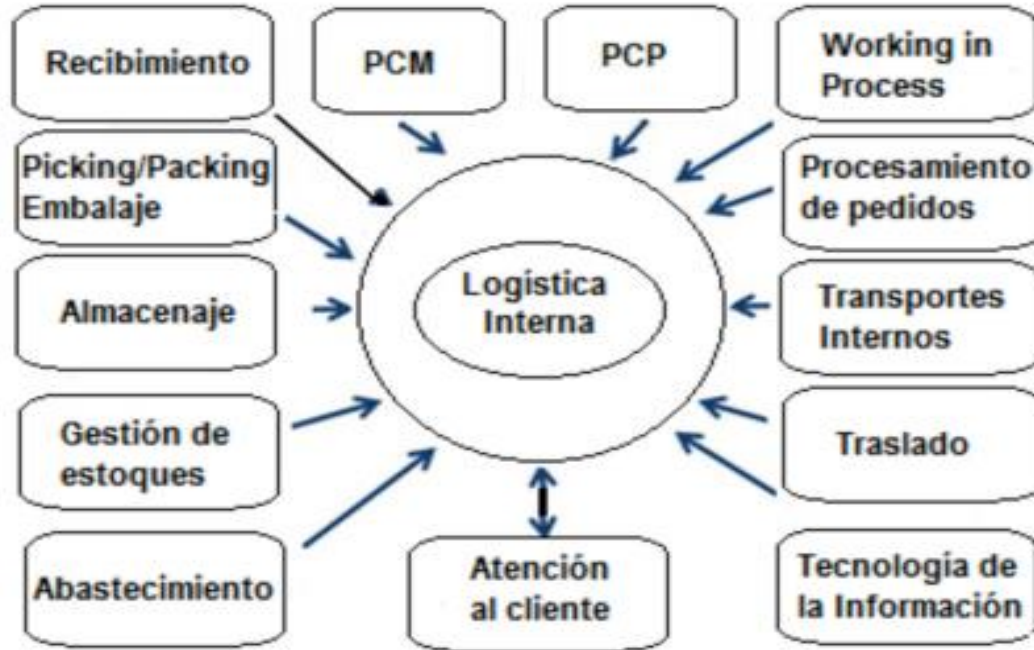 Recibimiento
PCM
PCP
Working in
Process
Picking/Packing
Embalaje
Procesamiento
de pedidos
Almacenaje
Logística
Interna
Transportes
Internos
Gestión de
estoques
Traslado
Abastecimiento
Atención
al cliente
Tecnología de
la Información